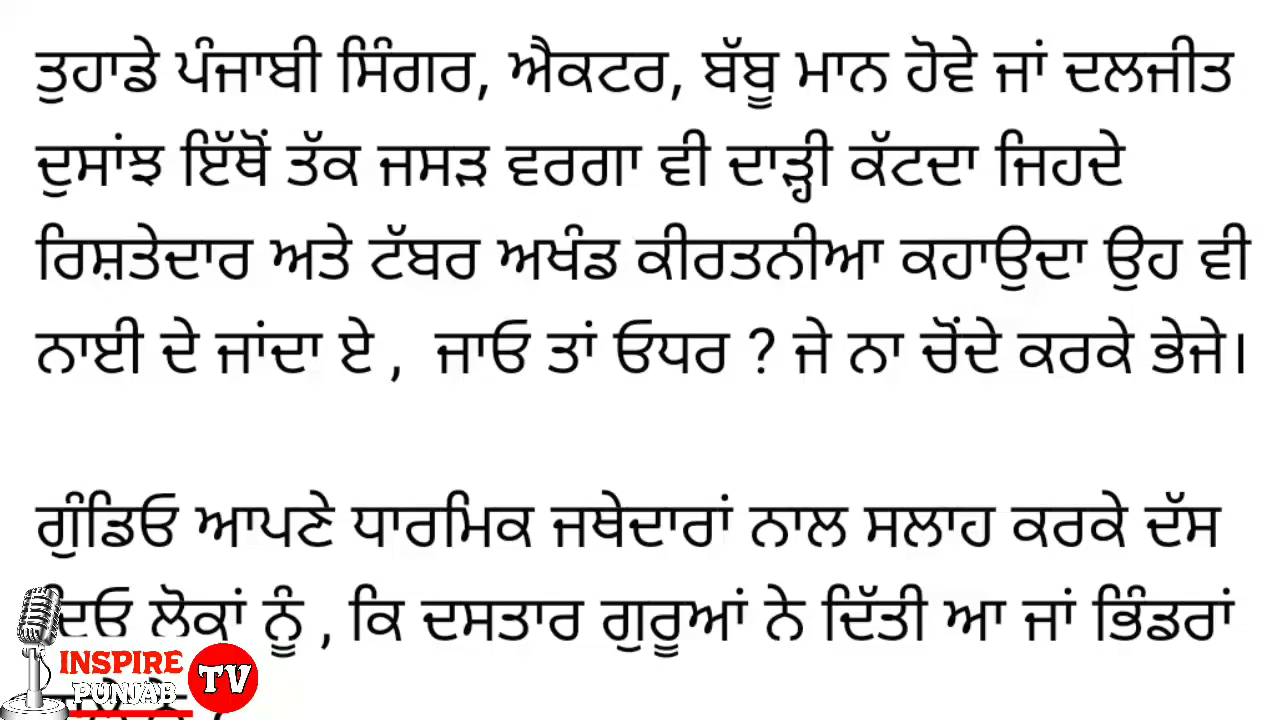 ਤੁਹਾਡੇ ਪੰਜਾਬੀ ਸਿੰਗਰ, ਐਕਟਰ, ਬੱਬੂ ਮਾਨ ਹੋਵੇ ਜਾਂ ਦਲਜੀਤ
ਦੁਸਾਂਝ ਇੱਥੋਂ ਤੱਕ ਜਸੜ ਵਰਗਾ ਵੀ ਦਾੜ੍ਹੀ ਕੱਟਦਾ ਜਿਹਦੇ
ਰਿਸ਼ਤੇਦਾਰ ਅਤੇ ਟੱਬਰ ਅਖੰਡ ਕੀਰਤਨੀਆ ਕਹਾਉਦਾ ਉਹ ਵੀ
ਨਾਈ ਦੇ ਜਾਂਦਾ ਏ , ਜਾਓ ਤਾਂ ਓਧਰ ? ਜੇ ਨਾ ਚੋਂਦੇ ਕਰਕੇ ਭੇਜੇ।
ਗੁੰਡਿਓ ਆਪਣੇ ਧਾਰਮਿਕ ਜਥੇਦਾਰਾਂ ਨਾਲ ਸਲਾਹ ਕਰਕੇ ਦੱਸ
ਦਿਓ ਲੋਕਾਂ ਨੂੰ , ਕਿ ਦਸਤਾਰ ਗੁਰੂਆਂ ਨੇ ਦਿੱਤੀ ਆ ਜਾਂ ਭਿੰਡਰਾਂ
INSPIRE
PUNJAB
TV